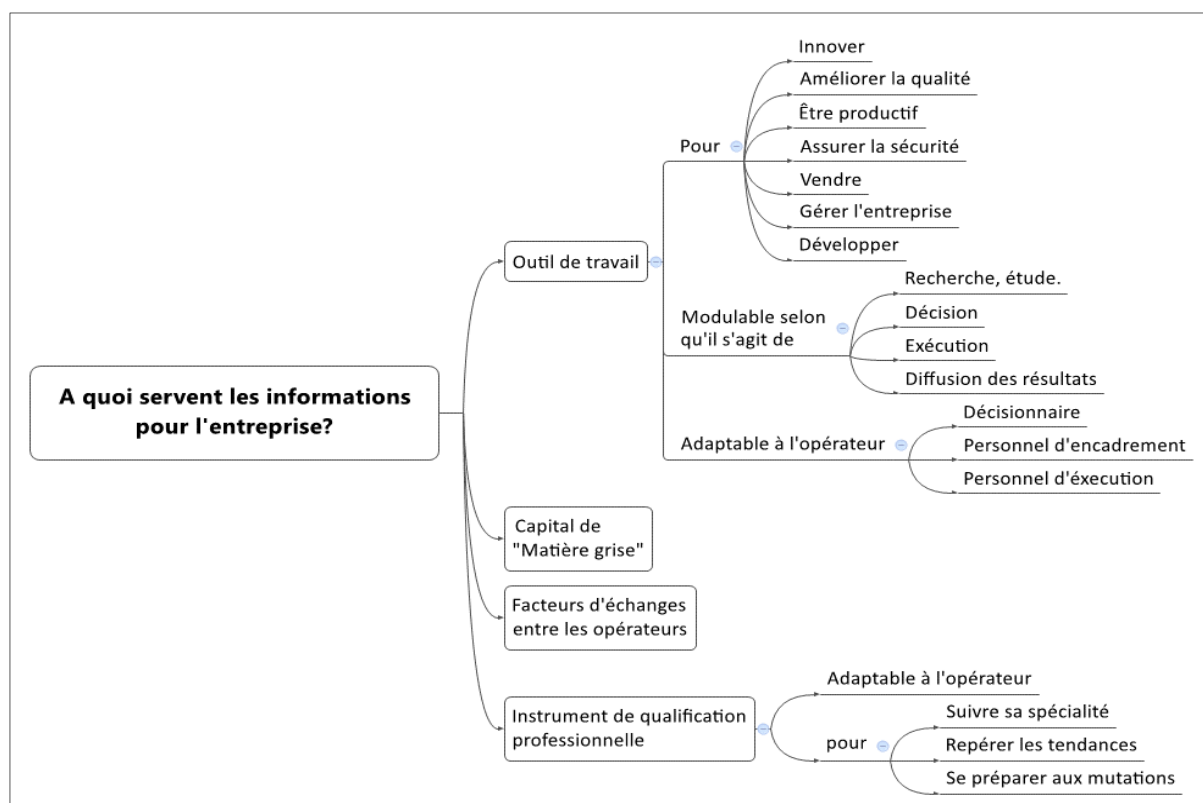 A quoi servent les informations
pour l'entreprise?
Outil de travail
Pour
Innover
Améliorer la qualité
Être productif
Assurer la sécurité
Vendre
Gérer l'entreprise
Développer
Modulable selon
qu'il s'agit de
Recherche, étude.
Décision
Exécution
Diffusion des résultats
Adaptable à l'opérateur
Décisionnaire
Personnel d'encadrement
Personnel d'éxecution
Capital de
"Matière grise"
Facteurs d'échanges
entre les opérateurs
Instrument de qualification
professionnelle
Adaptable à l'opérateur
pour
Suivre sa spécialité
Repérer les tendances
Se préparer aux mutations